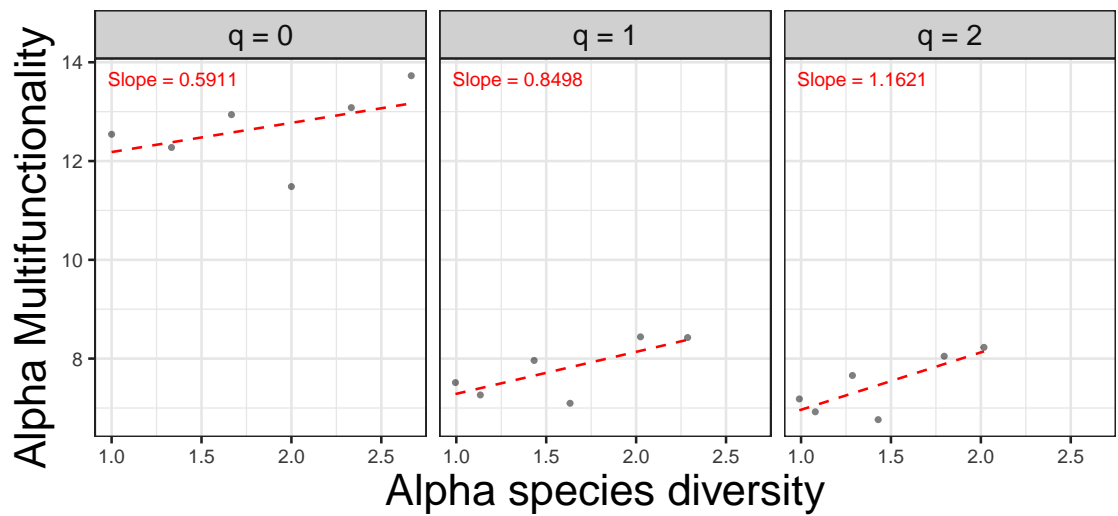 q = 0
q = 1
q = 2
Alpha Multifunctionality
14
12
10
8
Slope = 0.5911
Slope = 0.8498
Slope = 1.1621
1.0 1.5 2.0 2.5
1.0 1.5 2.0 2.5
1.0 1.5 2.0 2.5
Alpha species diversity